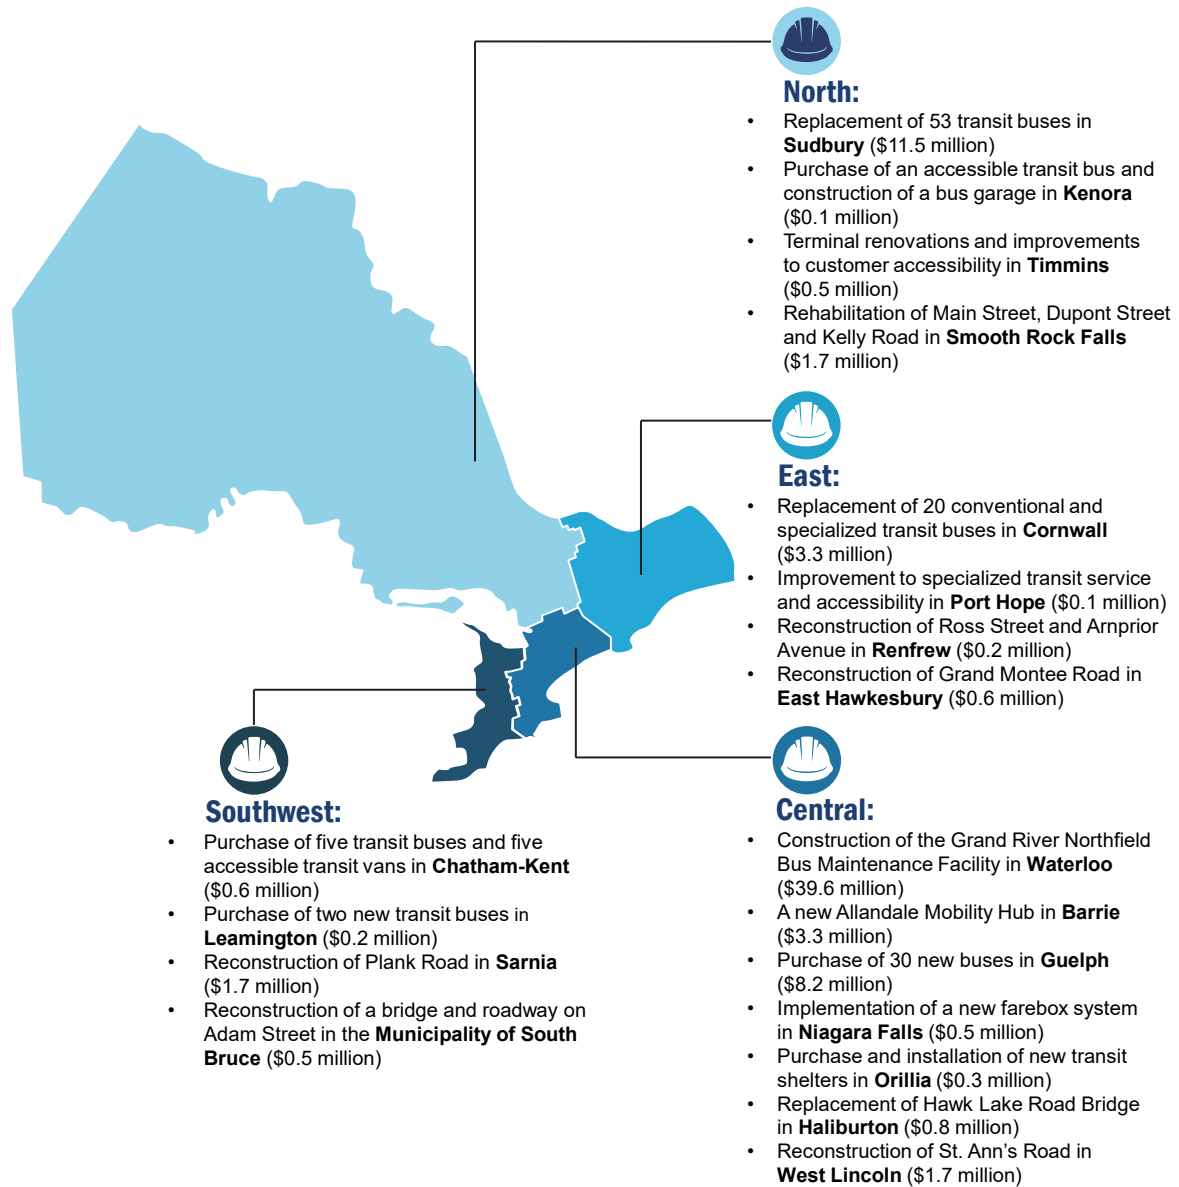 North:
• Replacement of 53 transit buses in
Sudbury ($11.5 million)
• Purchase of an accessible transit bus and
construction of a bus garage in Kenora
($0.1 million)
• Terminal renovations and improvements
to customer accessibility in Timmins
($0.5 million)
• Rehabilitation of Main Street, Dupont Street
and Kelly Road in Smooth Rock Falls
($1.7 million)
East:
• Replacement of 20 conventional and
specialized transit buses in Cornwall
($3.3 million)
• Improvement to specialized transit service
and accessibility in Port Hope ($0.1 million)
• Reconstruction of Ross Street and Arnprior
Avenue in Renfrew ($0.2 million)
• Reconstruction of Grand Montee Road in
East Hawkesbury ($0.6 million)
Southwest:
• Purchase of five transit buses and five
accessible transit vans in Chatham-Kent
($0.6 million)
• Purchase of two new transit buses in
Leamington ($0.2 million)
• Reconstruction of Plank Road in Sarnia
($1.7 million)
• Reconstruction of a bridge and roadway on
Adam Street in the Municipality of South
Bruce ($0.5 million)
Central:
• Construction of the Grand River Northfield
Bus Maintenance Facility in Waterloo
($39.6 million)
• A new Allandale Mobility Hub in Barrie
($3.3 million)
• Purchase of 30 new buses in Guelph
($8.2 million)
• Implementation of a new farebox system
in Niagara Falls ($0.5 million)
• Purchase and installation of new transit
shelters in Orillia ($0.3 million)
• Replacement of Hawk Lake Road Bridge
in Haliburton ($0.8 million)
• Reconstruction of St. Ann’s Road in
West Lincoln ($1.7 million)